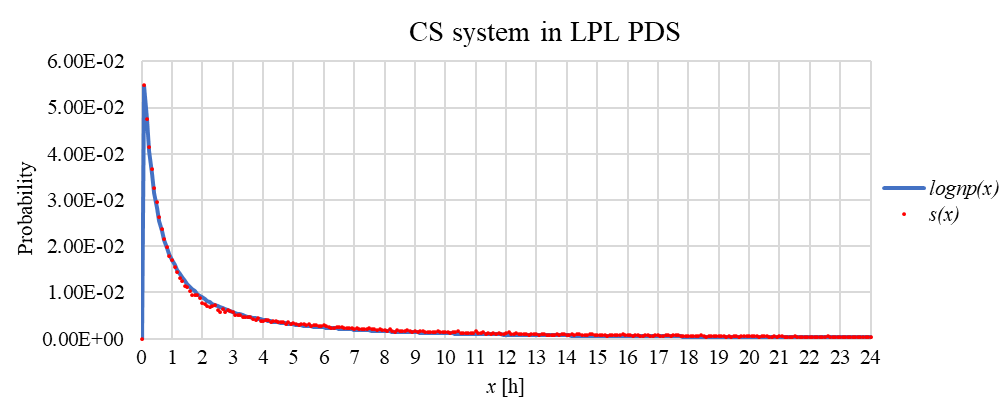 CS system in LPL PDS
6.00E-02
5.00E-02
4.00E-02
3.00E-02
2.00E-02
1.00E-02
0.00E+00
Probability
0 1 2 3 4 5 6 7 8 9 10 11 12 13 14 15 16 17 18 19 20 21 22 23 24
x [h]
lognp(x)
s(x)